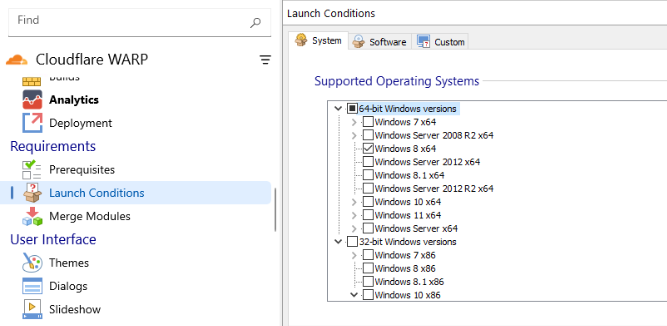 Find
Cloudflare WARP
Builds
Analytics
Deployment
Requirements
Prerequisites
Launch Conditions
Merge Modules
User Interface
Themes
Dialogs
Slideshow
Launch Conditions
System
Software
Custom
Supported Operating Systems
64-bit Windows versions
Windows 7 x64
Windows Server 2008 R2 x64
Windows 8 x64
Windows Server 2012 x64
Windows 8.1 x64
Windows Server 2012 R2 x64
Windows 10 x64
Windows 11 x64
Windows Server x64
32-bit Windows versions
Windows 7 x86
Windows 8 x86
Windows 8.1 x86
Windows 10 x86